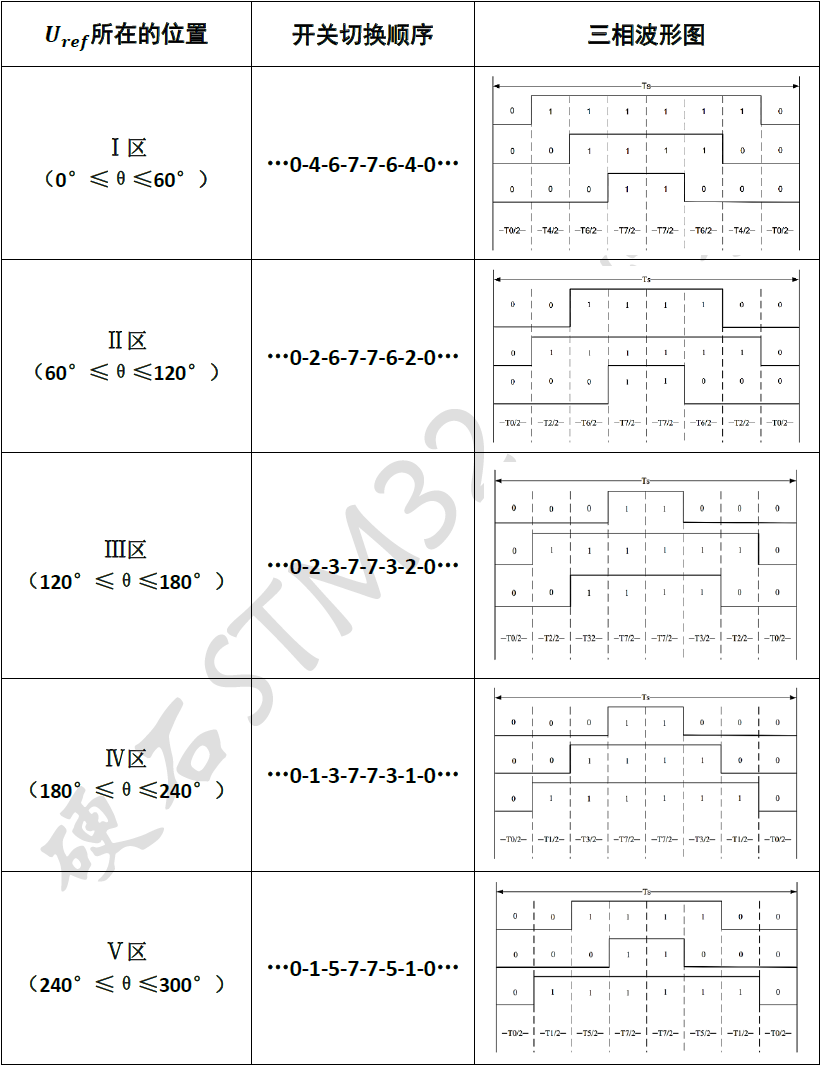 Uref所在的位置
开关切换顺序
三相波形图
Ⅰ区
（0°≤θ≤60°）
…0-4-6-7-7-6-4-0…
Ts
0 1 1 1 1 1 1 0
0 0 1 1 1 1 0 0
0 0 0 1 1 0 0 0
T0/2 T4/2 T6/2 T7/2 T7/2 T6/2 T4/2 T0/2
Ⅱ区
（60°≤θ≤120°）
…0-2-6-7-7-6-2-0…
Ts
0 0 1 1 1 1 0 0
0 1 1 1 1 1 1 0
0 0 0 1 1 0 0 0
T0/2 T2/2 T6/2 T7/2 T7/2 T6/2 T2/2 T0/2
Ⅲ区
（120°≤θ≤180°）
…0-2-3-7-7-3-2-0…
Ts
0 0 0 1 1 0 0 0
0 1 1 1 1 1 1 0
0 0 1 1 1 1 0 0
T0/2 T2/2 T32 T7/2 T7/2 T3/2 T2/2 T0/2
Ⅳ区
（180°≤θ≤240°）
…0-1-3-7-7-3-1-0…
Ts
0 0 0 1 1 0 0 0
0 0 1 1 1 1 0 0
0 1 1 1 1 1 1 0
T0/2 T1/2 T3/2 T7/2 T7/2 T3/2 T1/2 T0/2
Ⅴ区
（240°≤θ≤300°）
…0-1-5-7-7-5-1-0…
Ts
0 0 1 1 1 1 0 0
0 0 0 1 1 0 0 0
0 1 1 1 1 1 1 0
T0/2 T1/2 T5/2 T7/2 T7/2 T5/2 T1/2 T0/2
硬石STM32